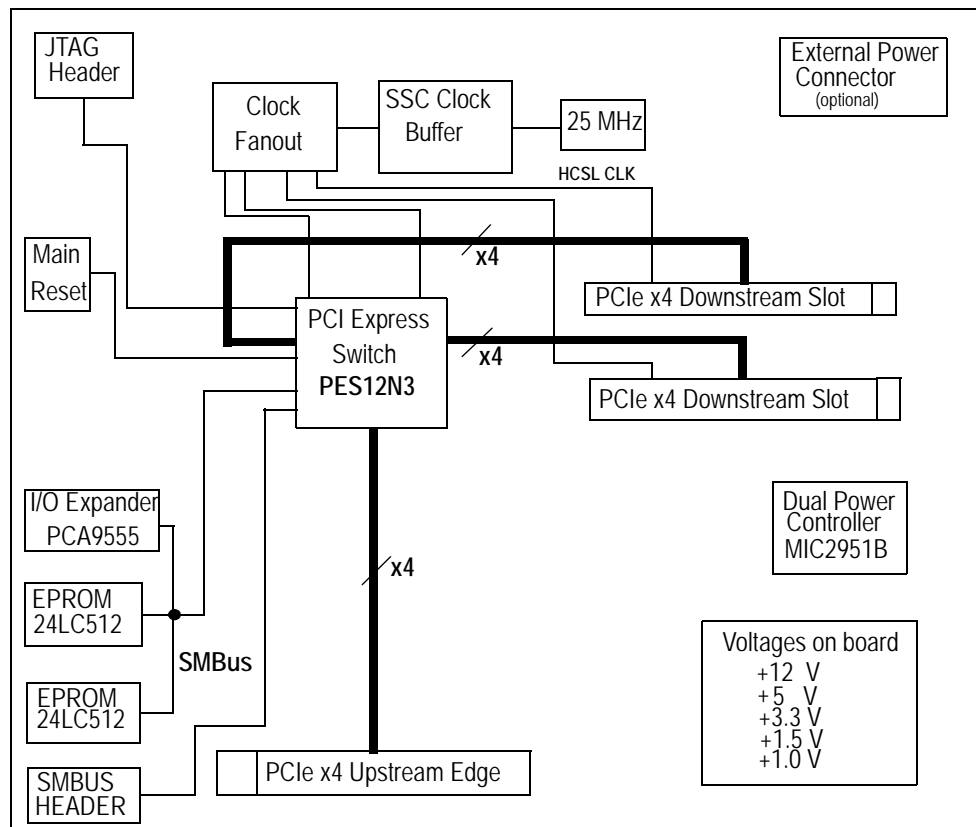 JTAG
Header
External Power
Connector
(optional)
Clock
Fanout
SSC Clock
Buffer
25 MHz
HCSL CLK
Main
Reset
x4
PCIe x4 Downstream Slot
PCI Express
Switch
PES12N3
x4
PCIe x4 Downstream Slot
I/O Expander
PCA9555
Dual Power
Controller
MIC2951B
x4
EPROM
24LC512
SMBus
Voltages on board
+12 V
+5 V
+3.3 V
+1.5 V
+1.0 V
EPROM
24LC512
PCIe x4 Upstream Edge
SMBUS
HEADER